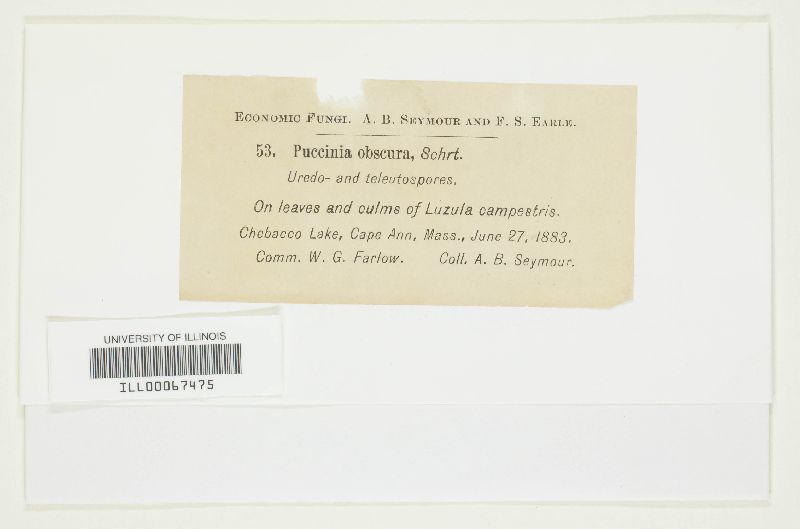 Economic Fungi. A. B. Seymour and F. S. Earle.
53. Puccinia obscura, Schrt.
Uredo- and teleutospores.
On leaves and culms of Luzula campestris.
Chebacco Lake, Cape Ann, Mass., June 27, 1883.
Comm. W. G. Farlow. Coll. A. B. Seymour.
UNIVERSITY OF ILLINOIS
ILL00067475